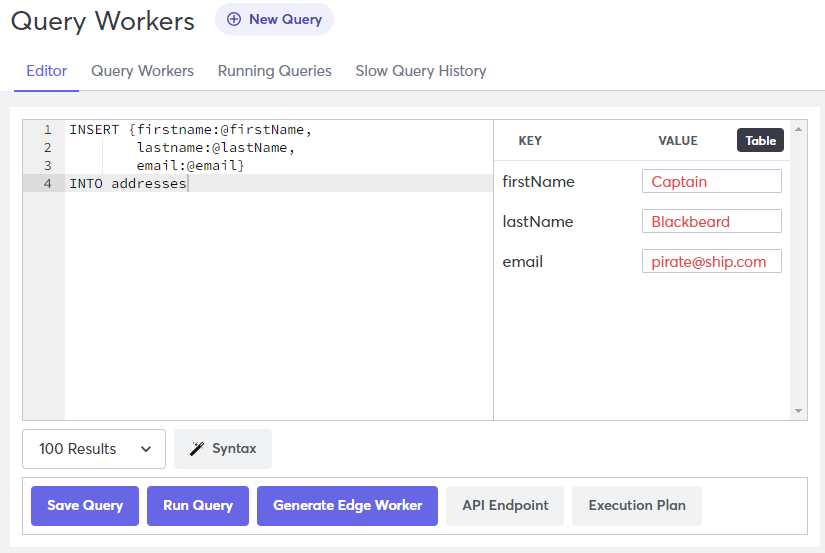 Query Workers
New Query
Editor Query Workers Running Queries Slow Query History
1 INSERT {firstname:@firstName,
2 lastname:@lastName,
3 email:@email}
4 INTO addresses
KEY VALUE Table
firstName Captain
lastName Blackbeard
email pirate@ship.com
100 Results Syntax
Save Query Run Query Generate Edge Worker API Endpoint Execution Plan